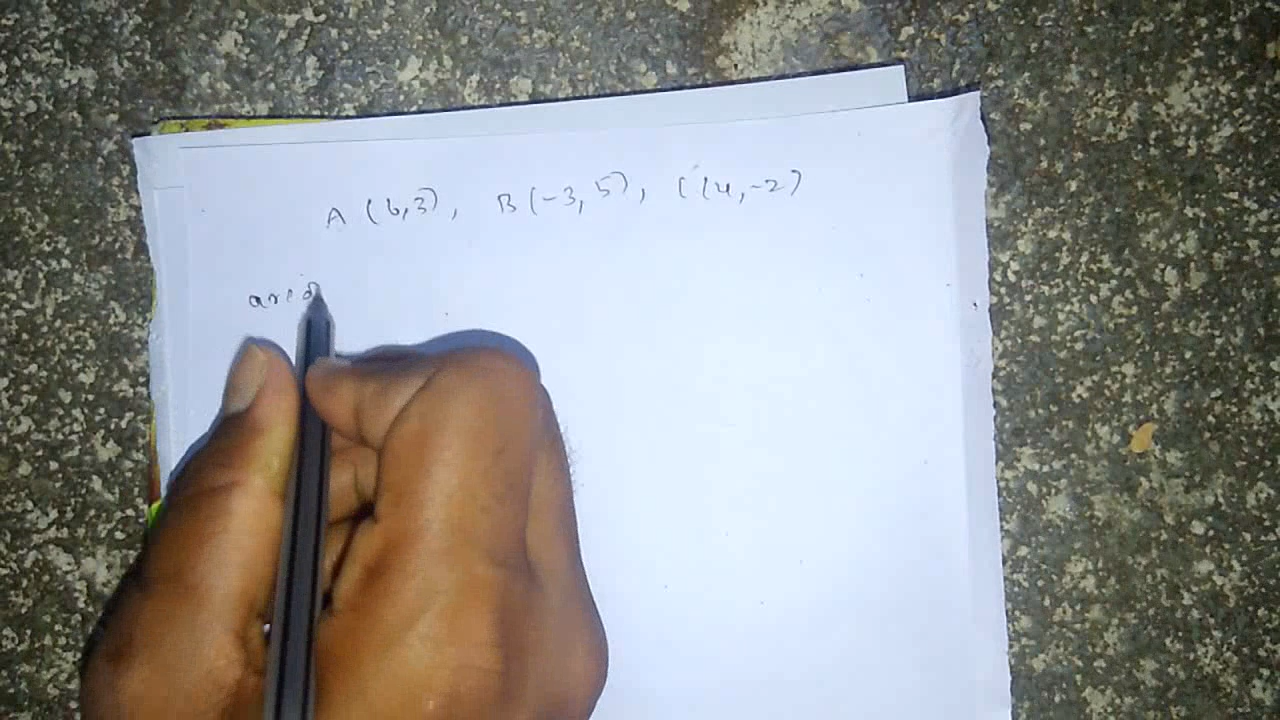 A (6,3), B(-3, 5), C(4,-2)
area